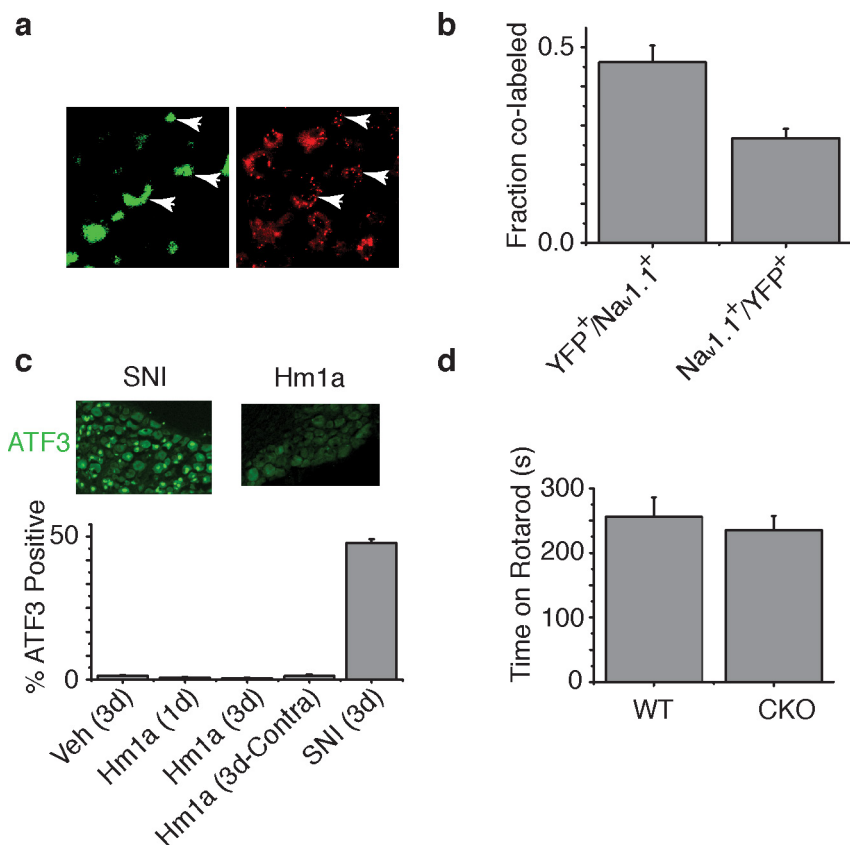 a
b
Fraction co-labeled
0.5
0.0
YFP⁺/Naᵥ1.1⁺
Naᵥ1.1⁺/YFP⁺
c
SNI
Hm1a
ATF3
% ATF3 Positive
50
0
Veh (3d)
Hm1a (1d)
Hm1a (3d)
Hm1a (3d-Contra)
SNI (3d)
d
Time on Rotarod (s)
300
200
100
0
WT
CKO